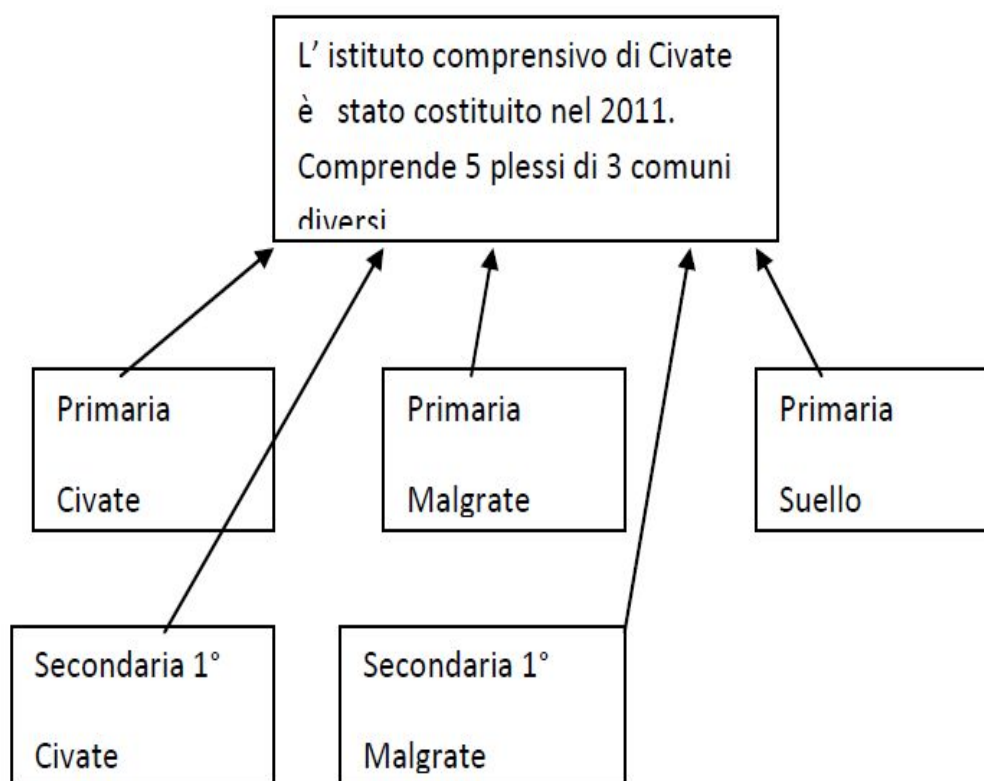 L’ istituto comprensivo di Civate
è stato costituito nel 2011.
Comprende 5 plessi di 3 comuni
diversi
Primaria
Civate
Primaria
Malgrate
Primaria
Suello
Secondaria 1°
Civate
Secondaria 1°
Malgrate